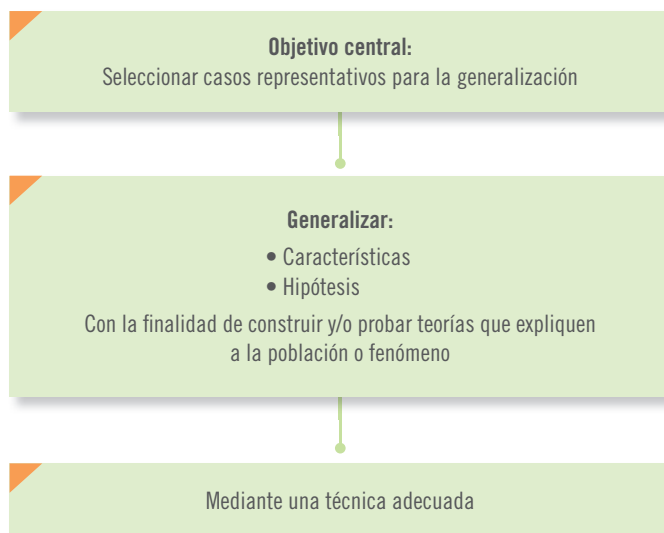 Objetivo central:
Seleccionar casos representativos para la generalización
Generalizar:
• Características
• Hipótesis
Con la finalidad de construir y/o probar teorías que expliquen
a la población o fenómeno
Mediante una técnica adecuada